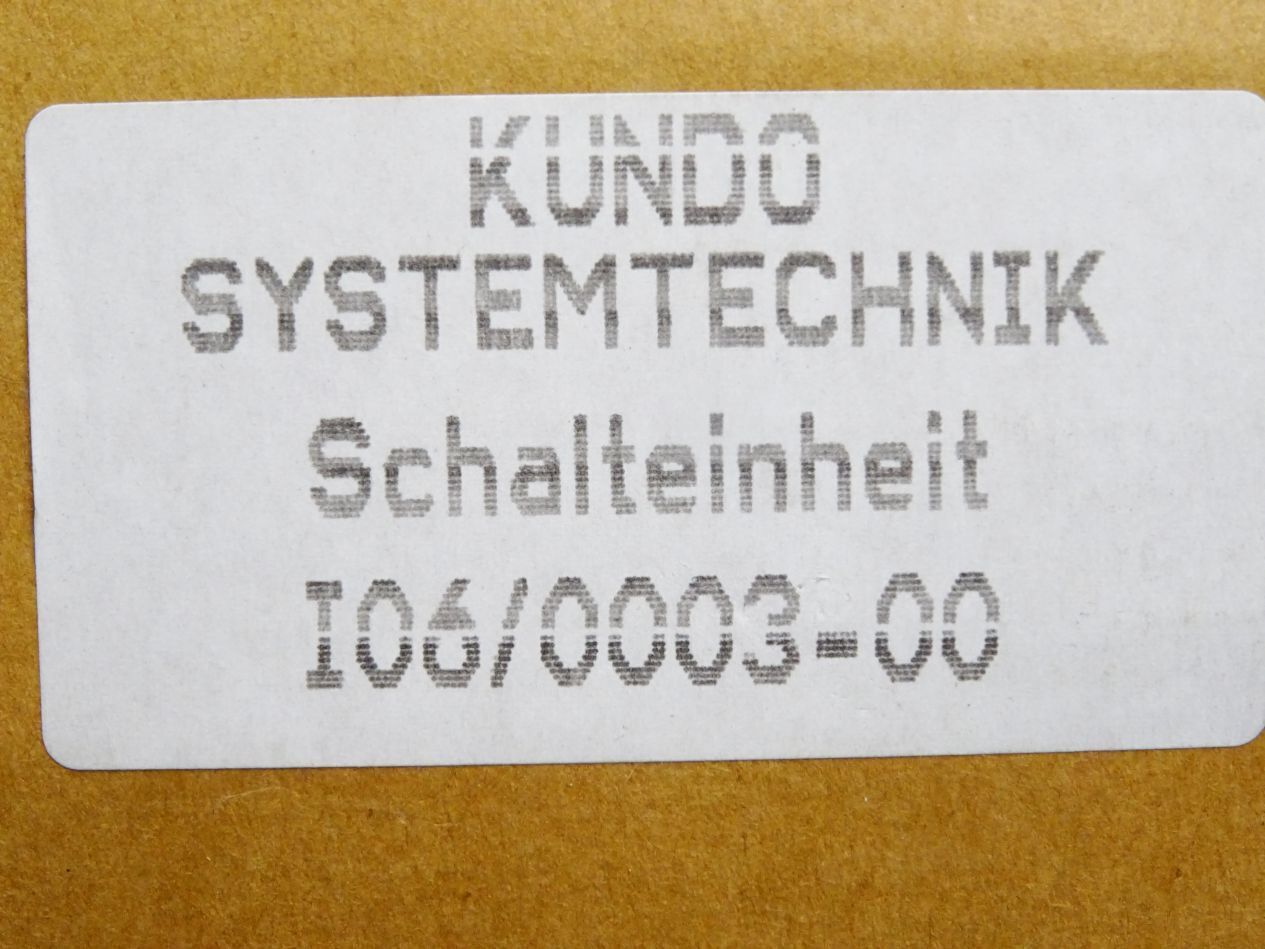 KUNDO
SYSTEMTECHNIK
Schalteinheit
I06/0003-00